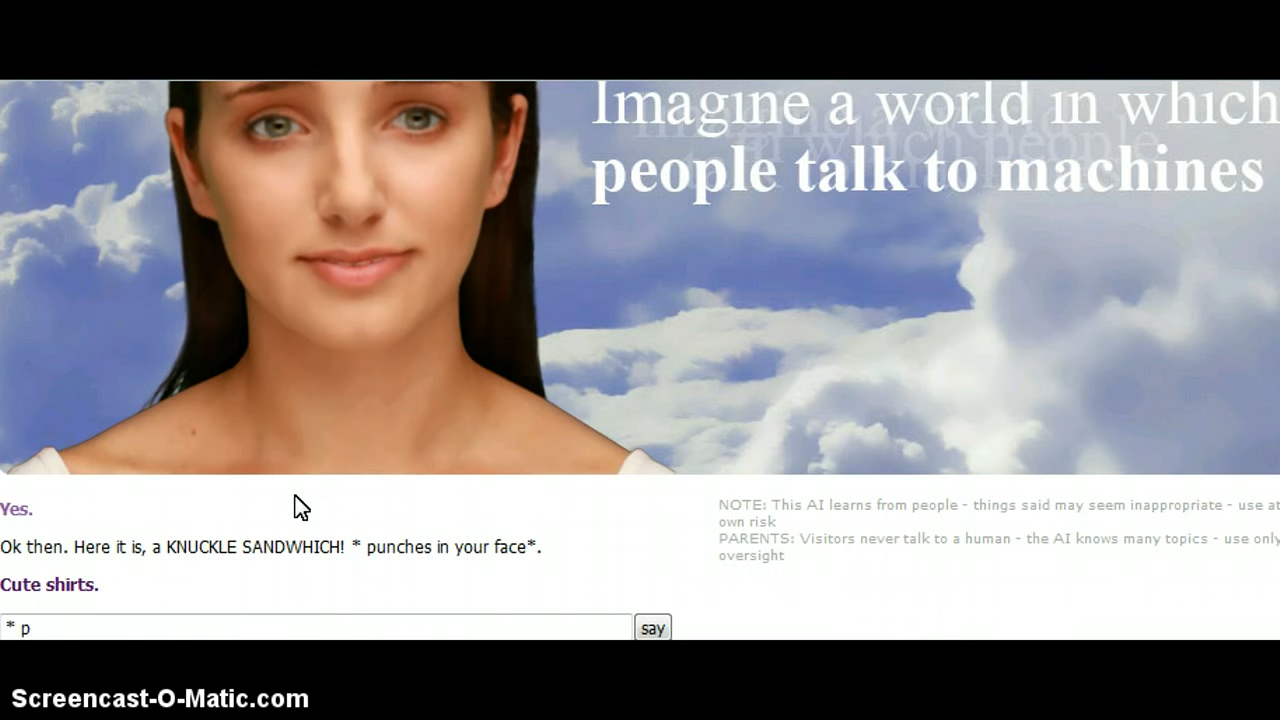 Imagine a world in which
people talk to machines
Yes.
Ok then. Here it is, a KNUCKLE SANDWHICH! * punches in your face*.
Cute shirts.
* p
say
NOTE: This AI learns from people - things said may seem inappropriate - use at
own risk
PARENTS: Visitors never talk to a human - the AI knows many topics - use only
oversight
Screencast-O-Matic.com